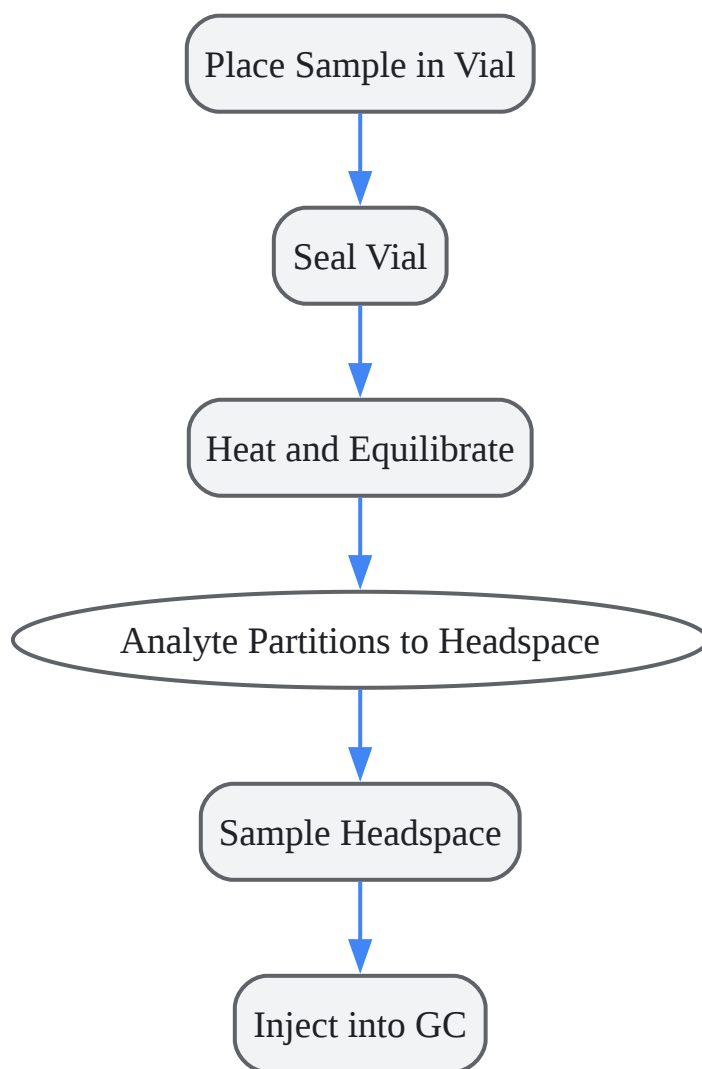 Place Sample in Vial
Seal Vial
Heat and Equilibrate
Analyte Partitions to Headspace
Sample Headspace
Inject into GC